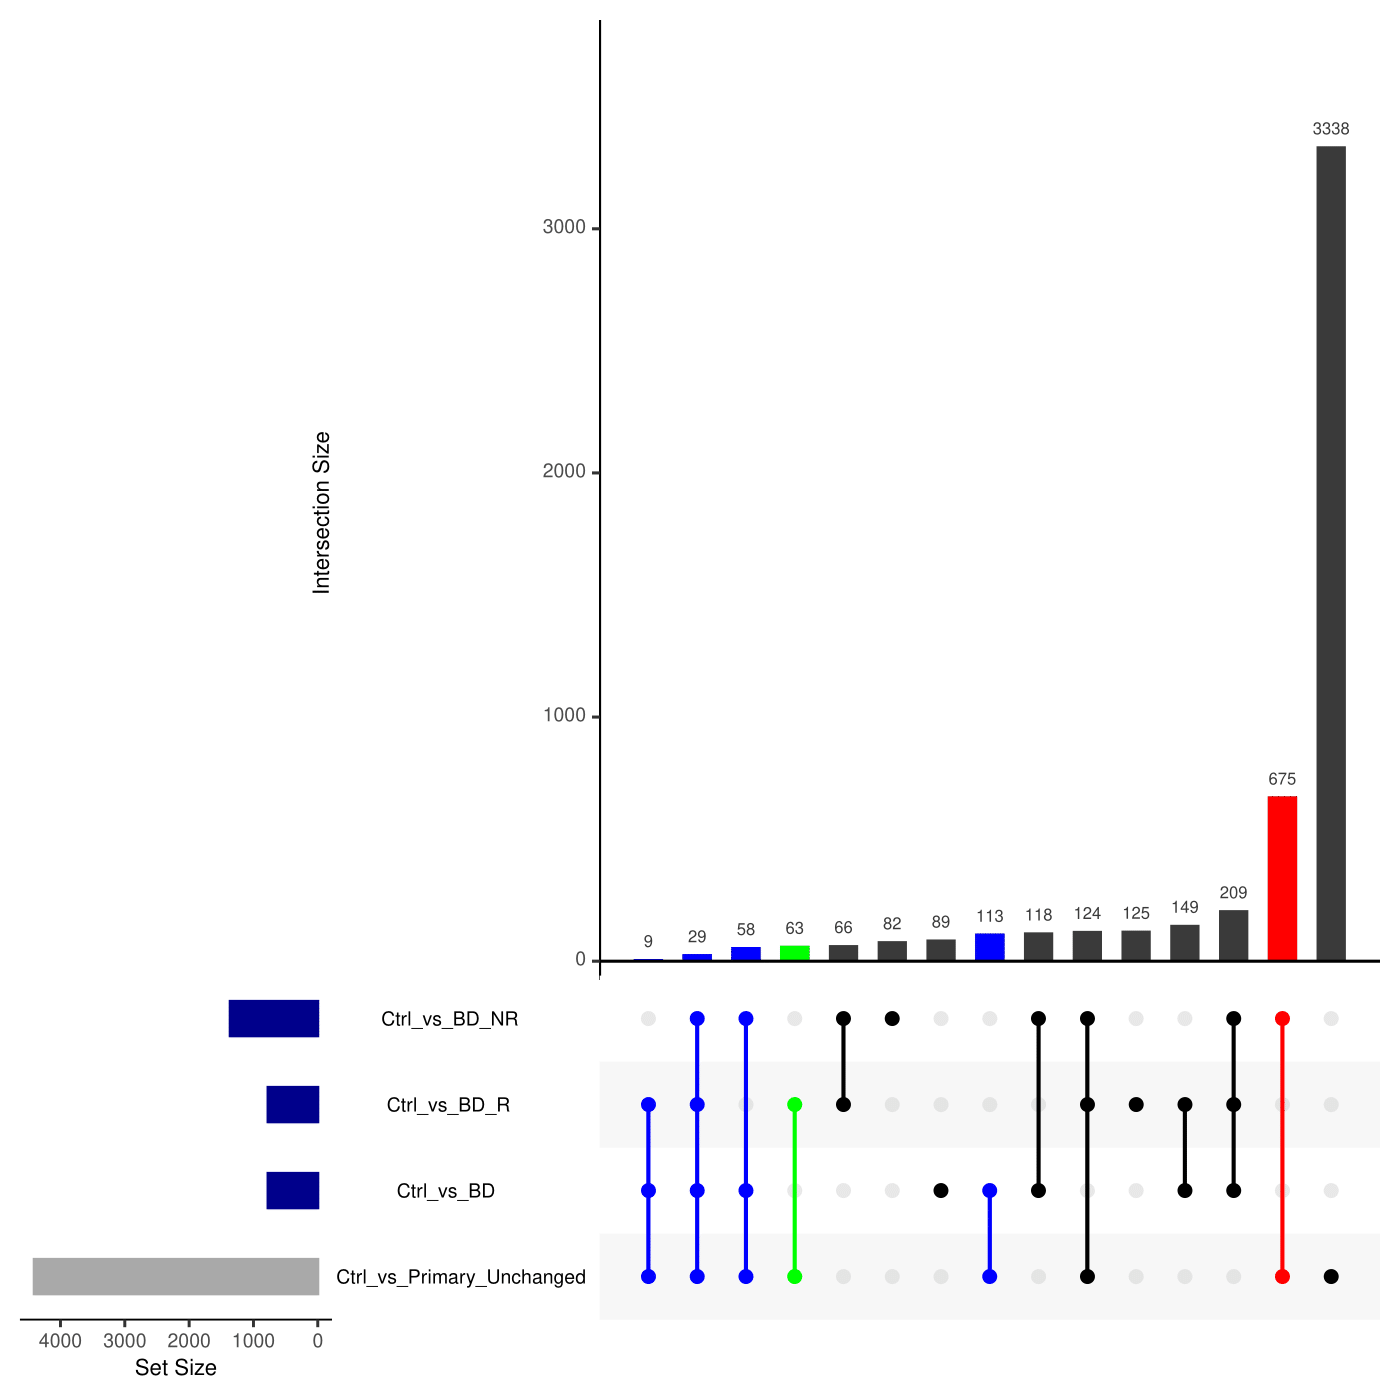 3338
3000
Intersection Size
2000
1000
675
209
149
125
124
118
113
89
82
66
63
58
29
9
0
Ctrl_vs_BD_NR
Ctrl_vs_BD_R
Ctrl_vs_BD
Ctrl_vs_Primary_Unchanged
4000 3000 2000 1000 0
Set Size